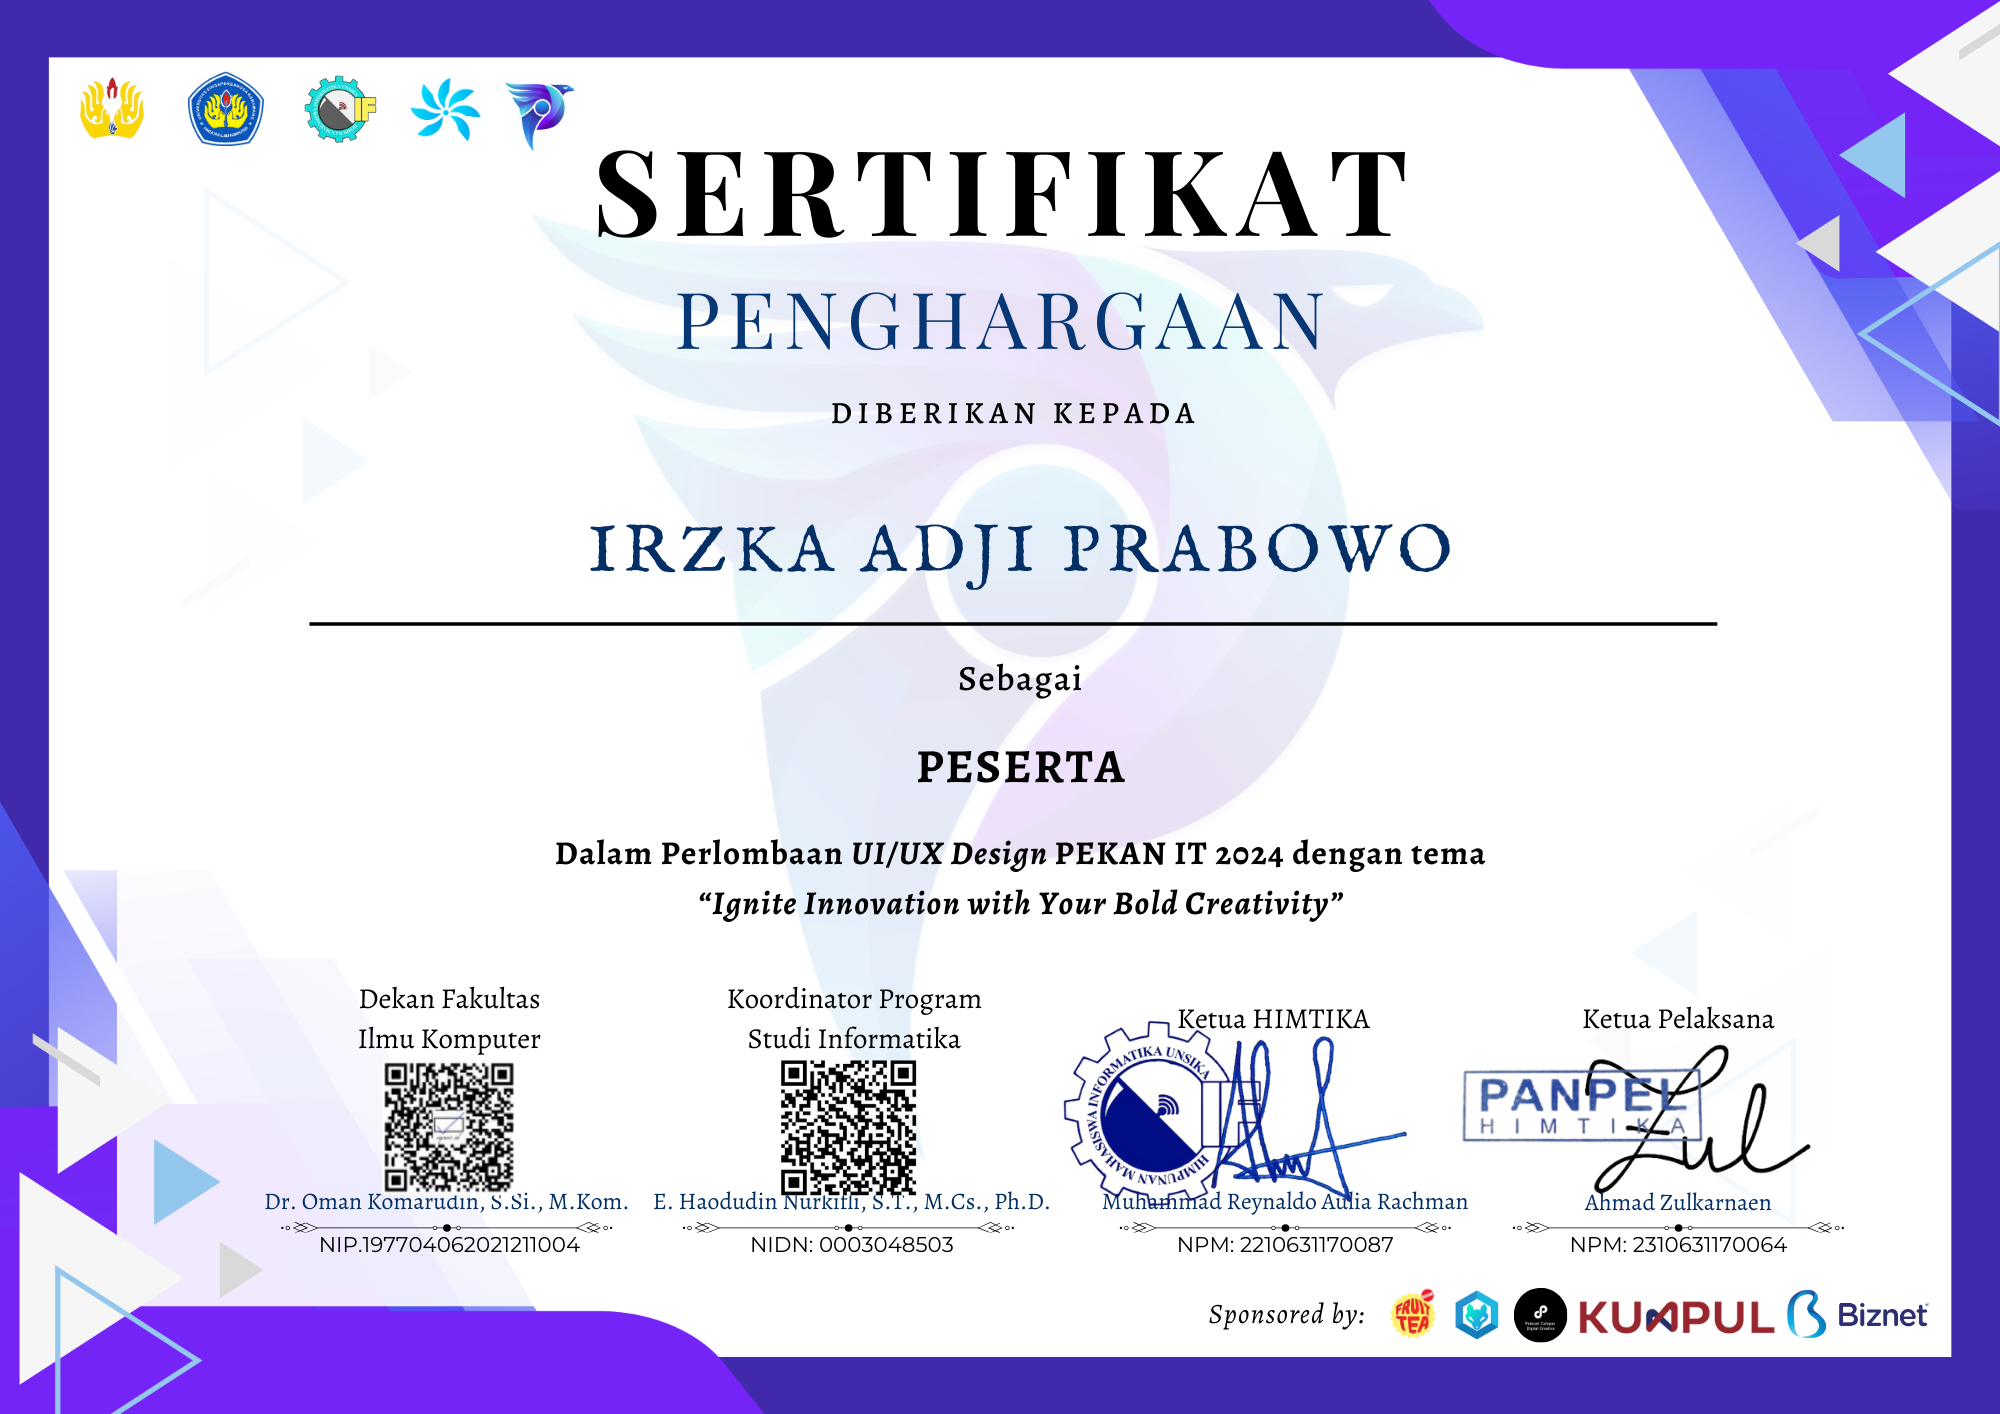 SERTIFIKAT
PENGHARGAAN
DIBERIKAN KEPADA
IRZKA ADJI PRABOWO
Sebagai
PESERTA
Dalam Perlombaan UI/UX Design PEKAN IT 2024 dengan tema
“Ignite Innovation with Your Bold Creativity”
Dekan Fakultas
Ilmu Komputer
Dr. Oman Komarudin, S.Si., M.Kom.
NIP.197704062021211004
Koordinator Program
Studi Informatika
E. Haodudin Nurkifli, S.T., M.Cs., Ph.D.
NIDN: 0003048503
Ketua HIMTIKA
HIMPUNAN MAHASISWA INFORMATIKA UNSIKA
Muhammad Reynaldo Aulia Rachman
NPM: 2210631170087
Ketua Pelaksana
PANPEL
HIMTIKA
Zul
Ahmad Zulkarnaen
NPM: 2310631170064
Sponsored by:
FRUIT
TEA
KUMPUL
Biznet